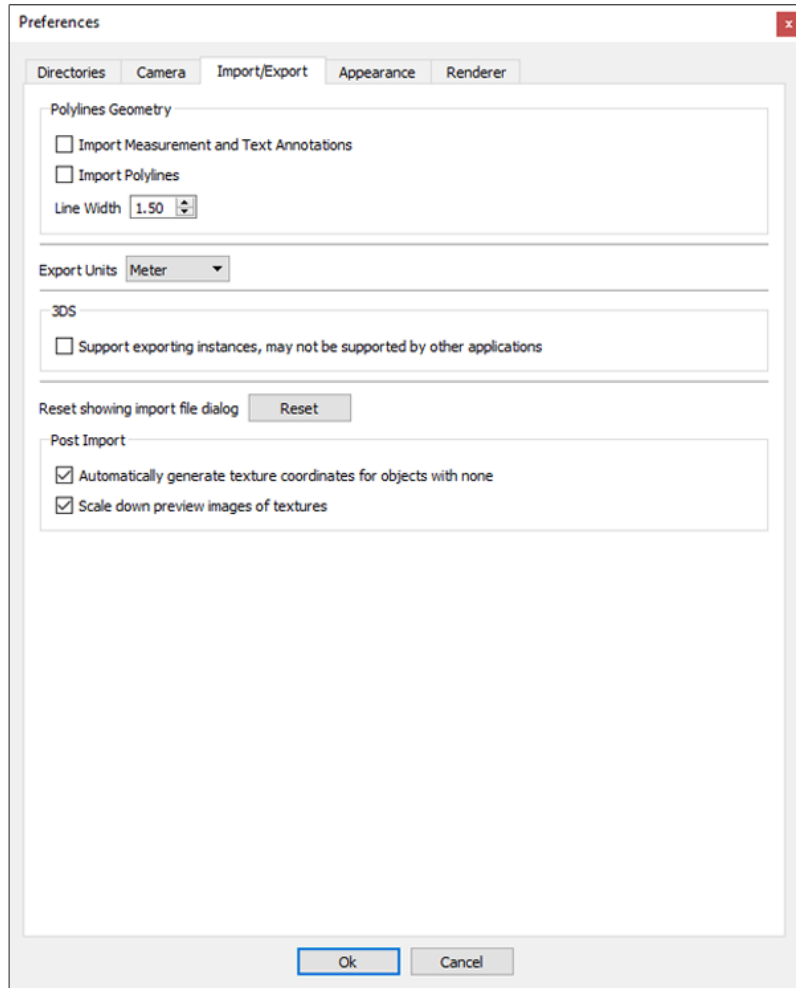 Preferences
x
Directories Camera Import/Export Appearance Renderer
Polylines Geometry
Import Measurement and Text Annotations
Import Polylines
Line Width 1.50
Export Units Meter
3DS
Support exporting instances, may not be supported by other applications
Reset showing import file dialog Reset
Post Import
Automatically generate texture coordinates for objects with none
Scale down preview images of textures
Ok Cancel